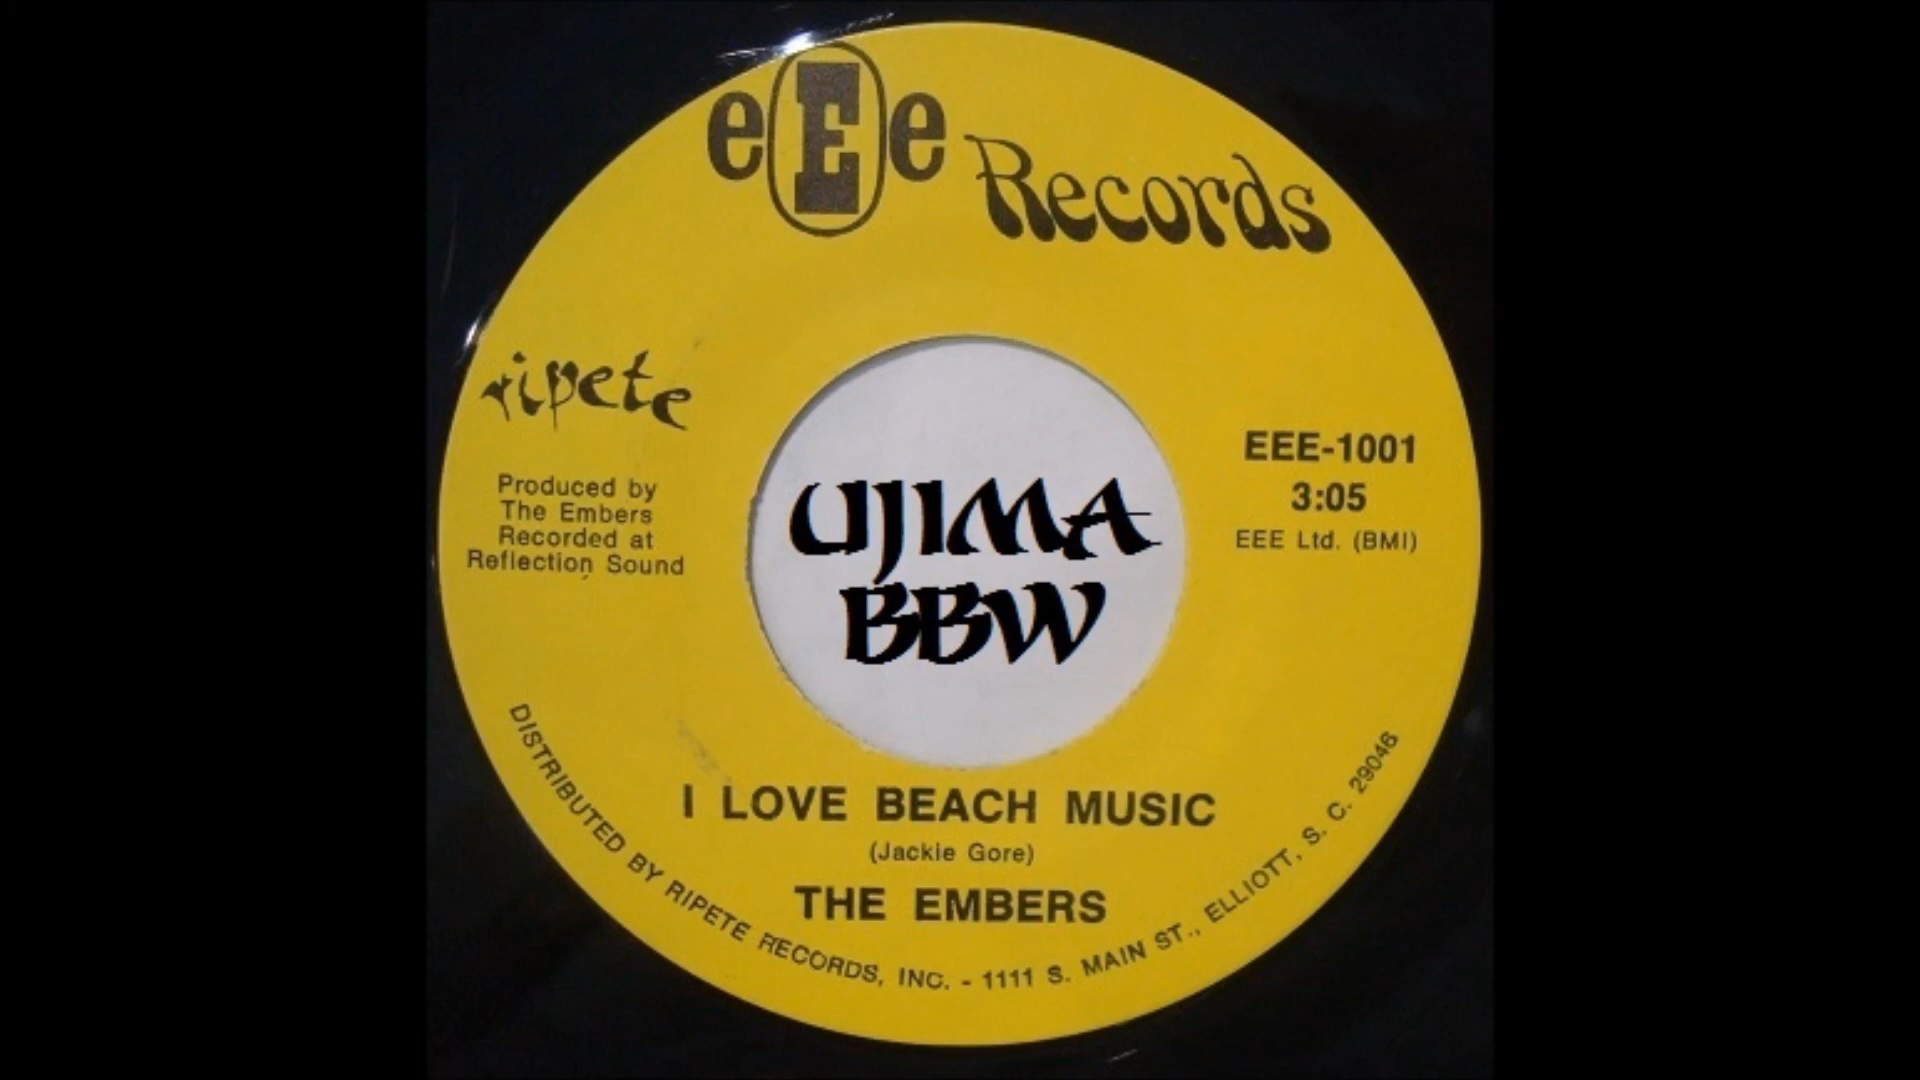 eEe Records
ripete
Produced by
The Embers
Recorded at
Reflection Sound
EEE-1001
3:05
EEE Ltd. (BMI)
UJIMA
BBW
I LOVE BEACH MUSIC
(Jackie Gore)
THE EMBERS
DISTRIBUTED BY RIPETE RECORDS, INC. - 1111 S. MAIN ST., ELLIOTT, S. C. 29046